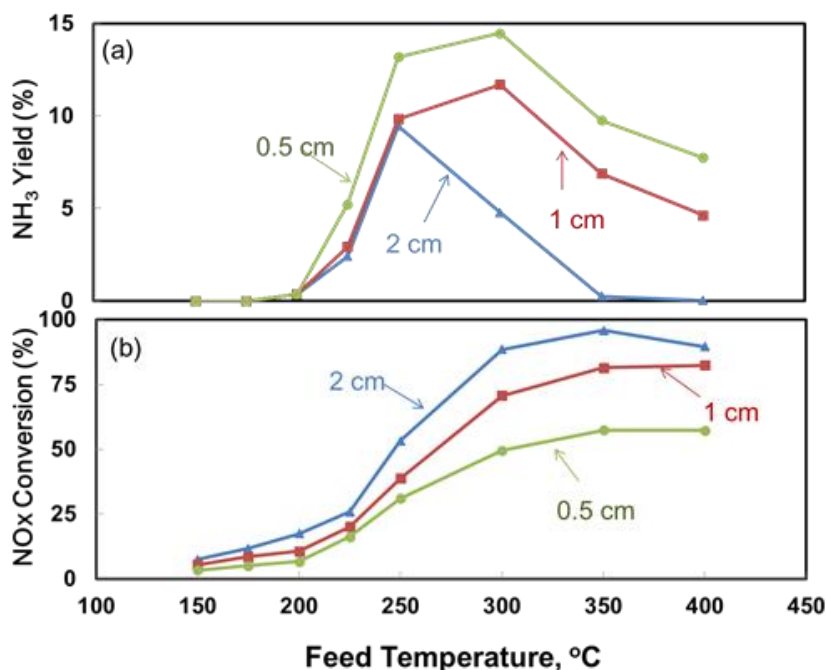 (a)
NH₃ Yield (%)
15
10
5
0
0.5 cm
1 cm
2 cm
(b)
NOx Conversion (%)
100
75
50
25
0
2 cm
1 cm
0.5 cm
100 150 200 250 300 350 400 450
Feed Temperature, °C